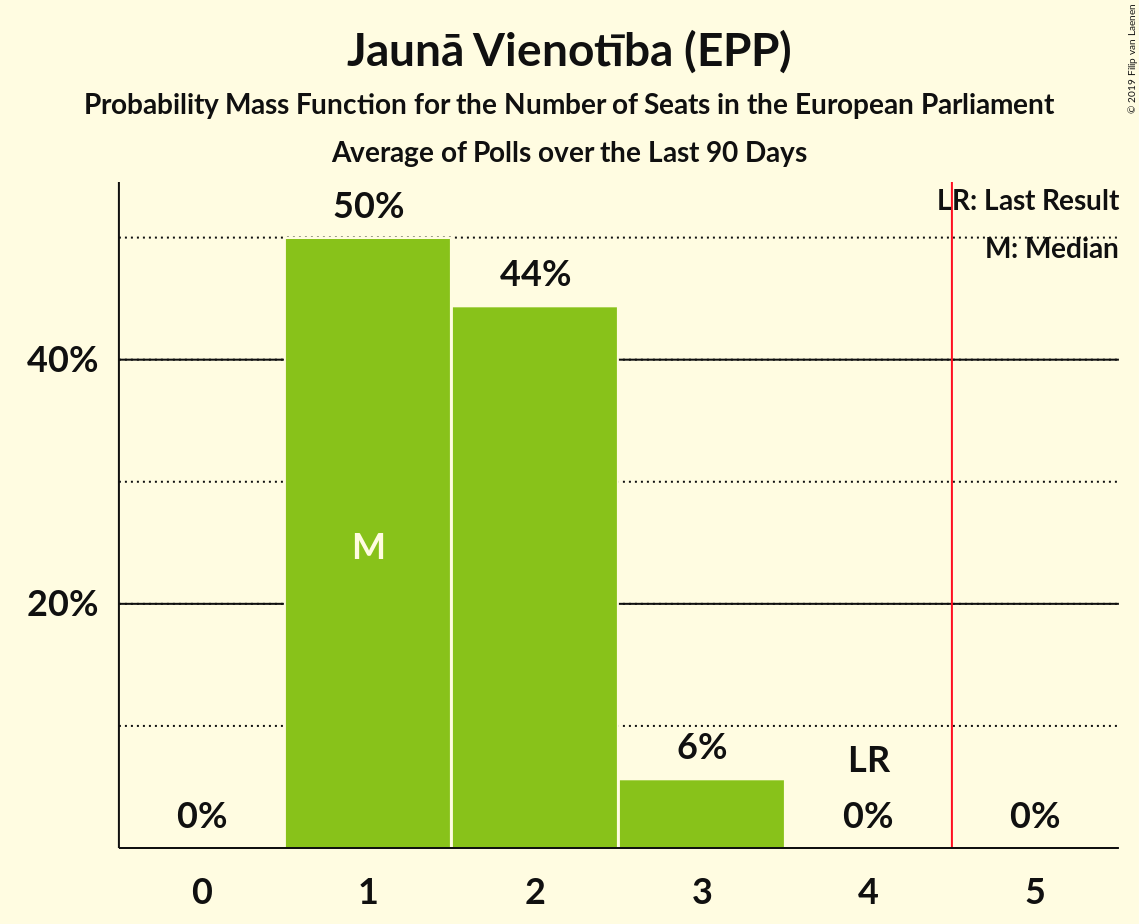 Jaunā Vienotība (EPP)
Probability Mass Function for the Number of Seats in the European Parliament
Average of Polls over the Last 90 Days
© 2019 Filip van Laenen
LR: Last Result
M: Median
50%
44%
40%
M
20%
6%
LR
0%
0%
0%
0 1 2 3 4 5